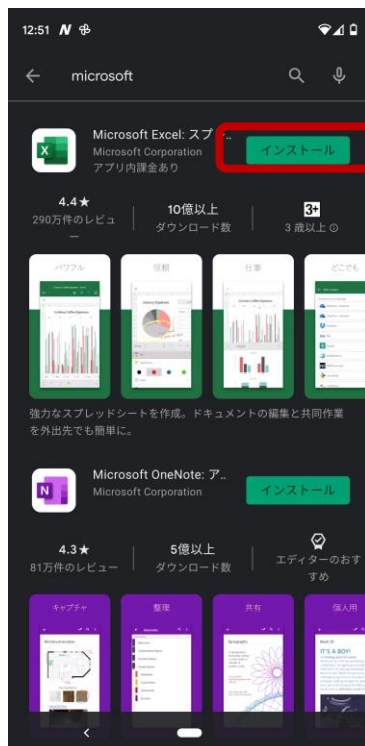 12:51
microsoft
Microsoft Excel: スプ..
Microsoft Corporation
アプリ内課金あり
インストール
4.4★
290万件のレビュ
ー
10億以上
ダウンロード数
3+
3 歳以上
パワフル
信頼
仕事
どこでも
強力なスプレッドシートを作成。ドキュメントの編集と共同作業
を外出先でも簡単に。
Microsoft OneNote: ア..
Microsoft Corporation
インストール
4.3★
81万件のレビュー
5億以上
ダウンロード数
エディターのおす
すめ
キャプチャ
整理
共有
個人用
IT'S A BOY!